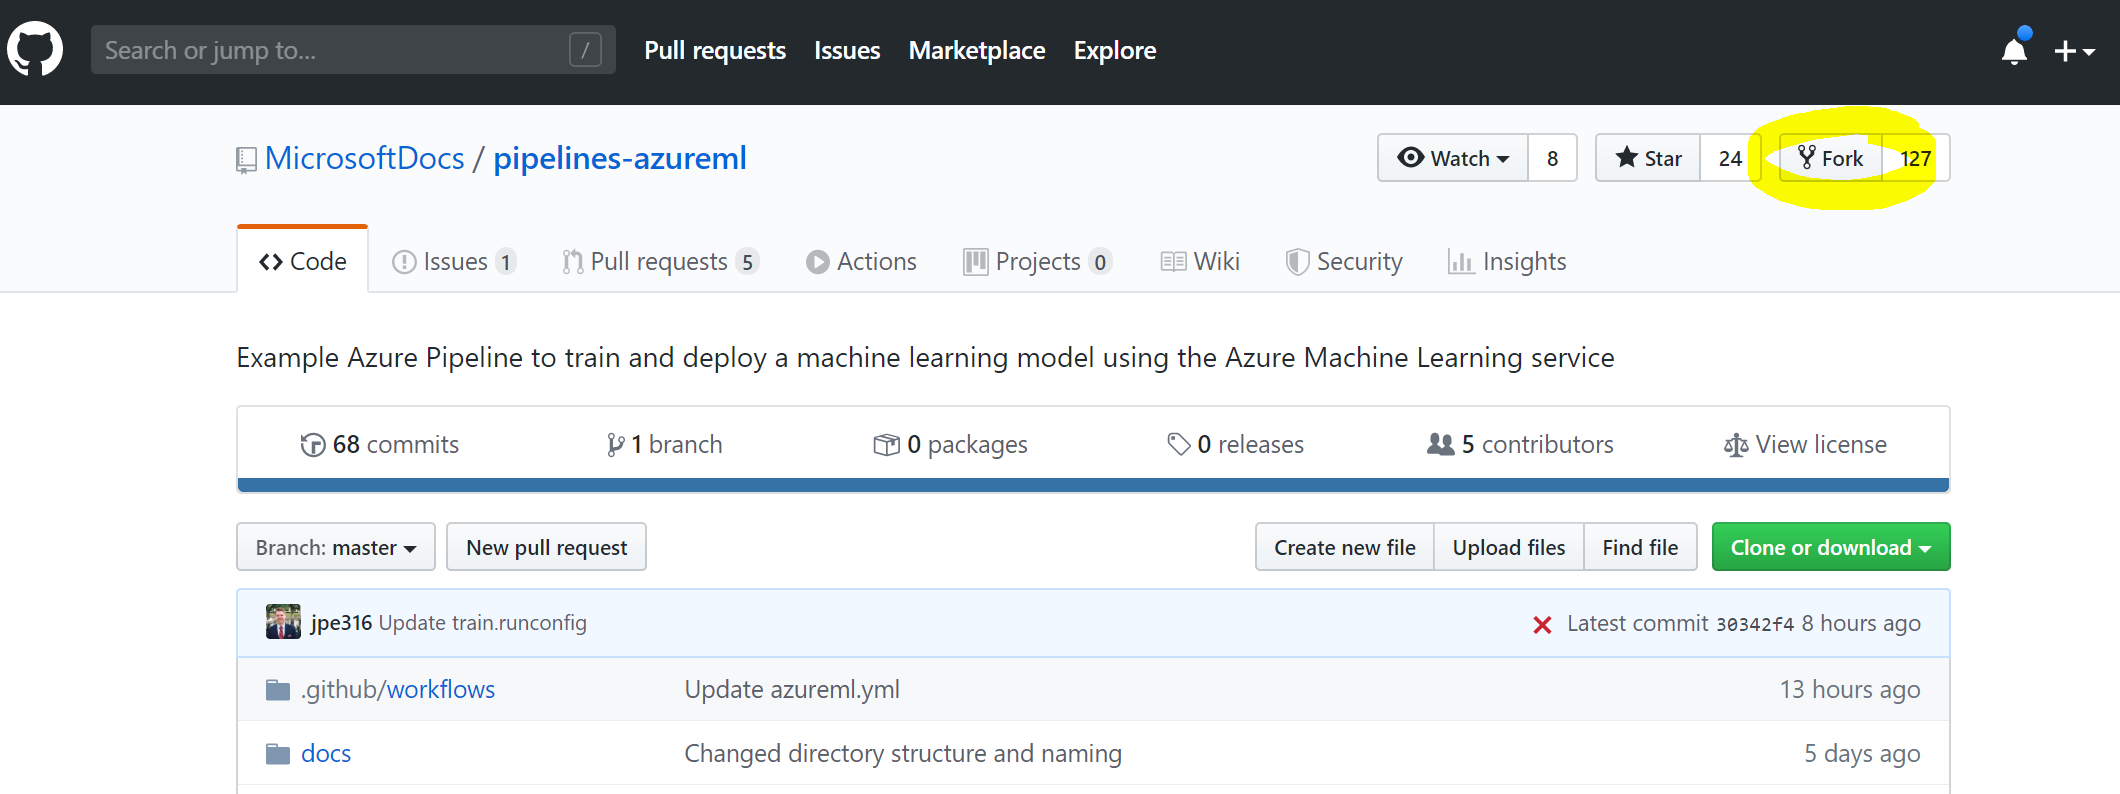 Search or jump to... / Pull requests Issues Marketplace Explore
MicrosoftDocs / pipelines-azureml Watch 8 Star 24 Fork 127
Code Issues 1 Pull requests 5 Actions Projects 0 Wiki Security Insights
Example Azure Pipeline to train and deploy a machine learning model using the Azure Machine Learning service
68 commits 1 branch 0 packages 0 releases 5 contributors View license
Branch: master New pull request Create new file Upload files Find file Clone or download
jpe316 Update train.runconfig Latest commit 30342f4 8 hours ago
.github/workflows Update azureml.yml 13 hours ago
docs Changed directory structure and naming 5 days ago